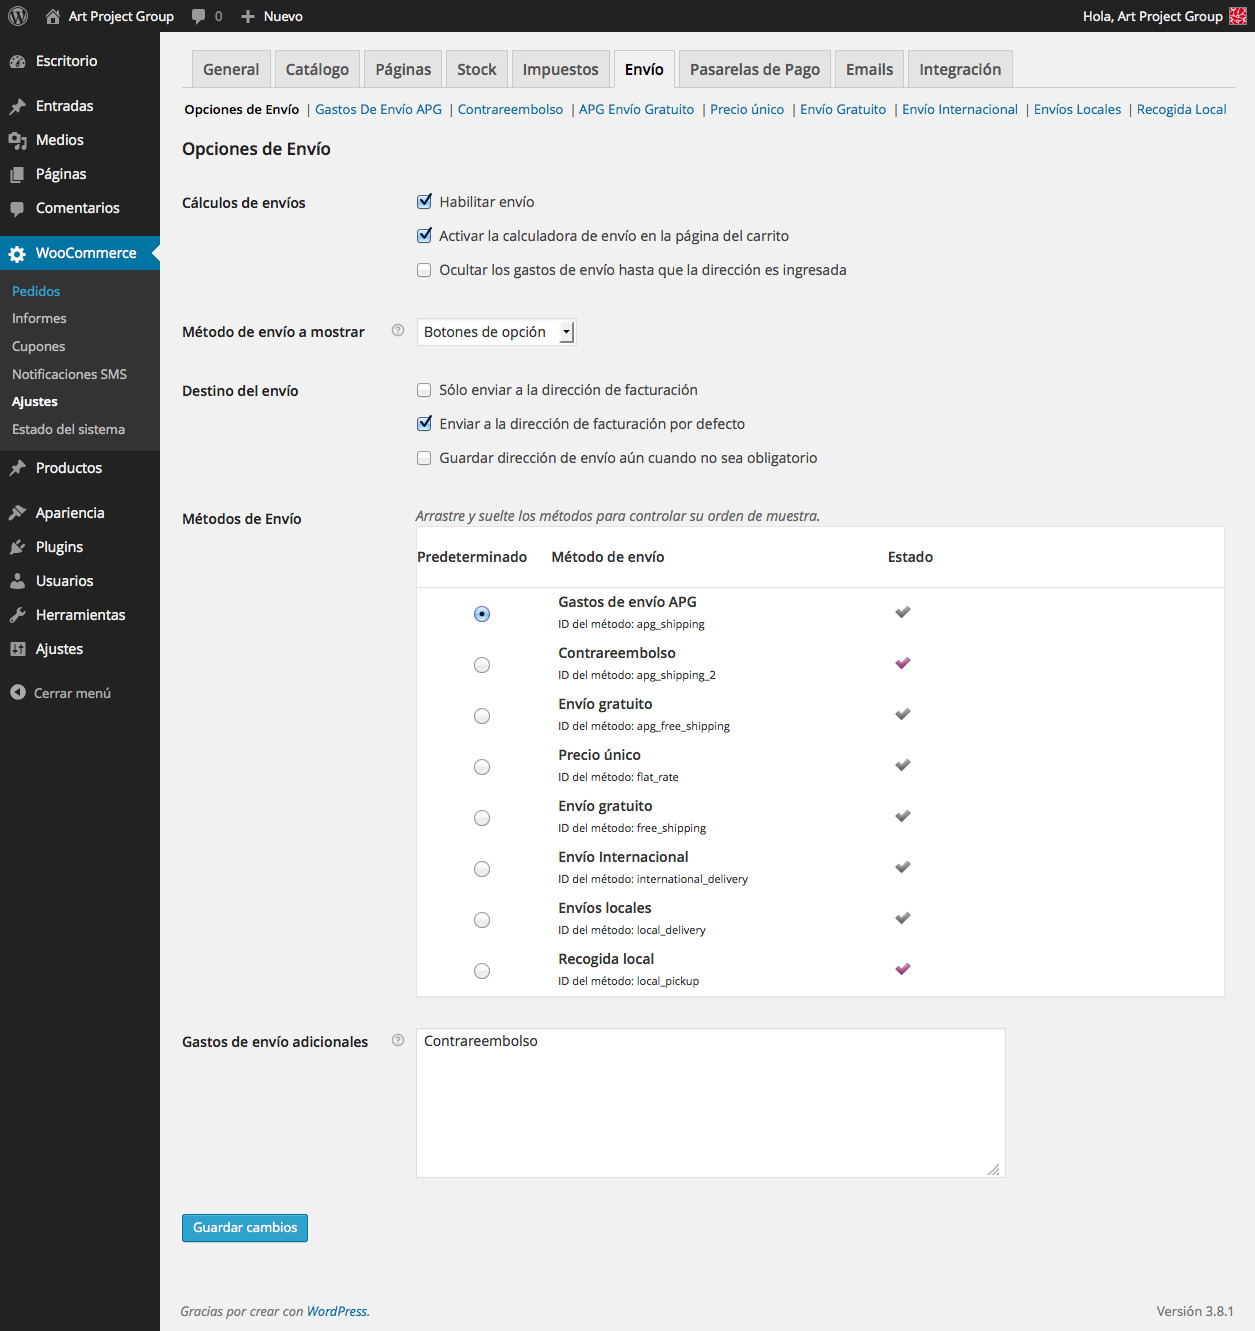 Art Project Group 0 Nuevo Hola, Art Project Group
Escritorio
Entradas
Medios
Páginas
Comentarios
WooCommerce
Pedidos
Informes
Cupones
Notificaciones SMS
Ajustes
Estado del sistema
Productos
Apariencia
Plugins
Usuarios
Herramientas
Ajustes
Cerrar menú
General Catálogo Páginas Stock Impuestos Envío Pasarelas de Pago Emails Integración
Opciones de Envío | Gastos De Envío APG | Contrareembolso | APG Envío Gratuito | Precio único | Envío Gratuito | Envío Internacional | Envíos Locales | Recogida Local
Opciones de Envío
Cálculos de envíos
Habilitar envío
Activar la calculadora de envío en la página del carrito
Ocultar los gastos de envío hasta que la dirección es ingresada
Método de envío a mostrar ? Botones de opción
Destino del envío
Sólo enviar a la dirección de facturación
Enviar a la dirección de facturación por defecto
Guardar dirección de envío aún cuando no sea obligatorio
Métodos de Envío
Arrastre y suelte los métodos para controlar su orden de muestra.
Predeterminado Método de envío Estado
Gastos de envío APG
ID del método: apg_shipping
Contrareembolso
ID del método: apg_shipping_2
Envío gratuito
ID del método: apg_free_shipping
Precio único
ID del método: flat_rate
Envío gratuito
ID del método: free_shipping
Envío Internacional
ID del método: international_delivery
Envíos locales
ID del método: local_delivery
Recogida local
ID del método: local_pickup
Gastos de envío adicionales ? Contrareembolso
Guardar cambios
Gracias por crear con WordPress. Versión 3.8.1